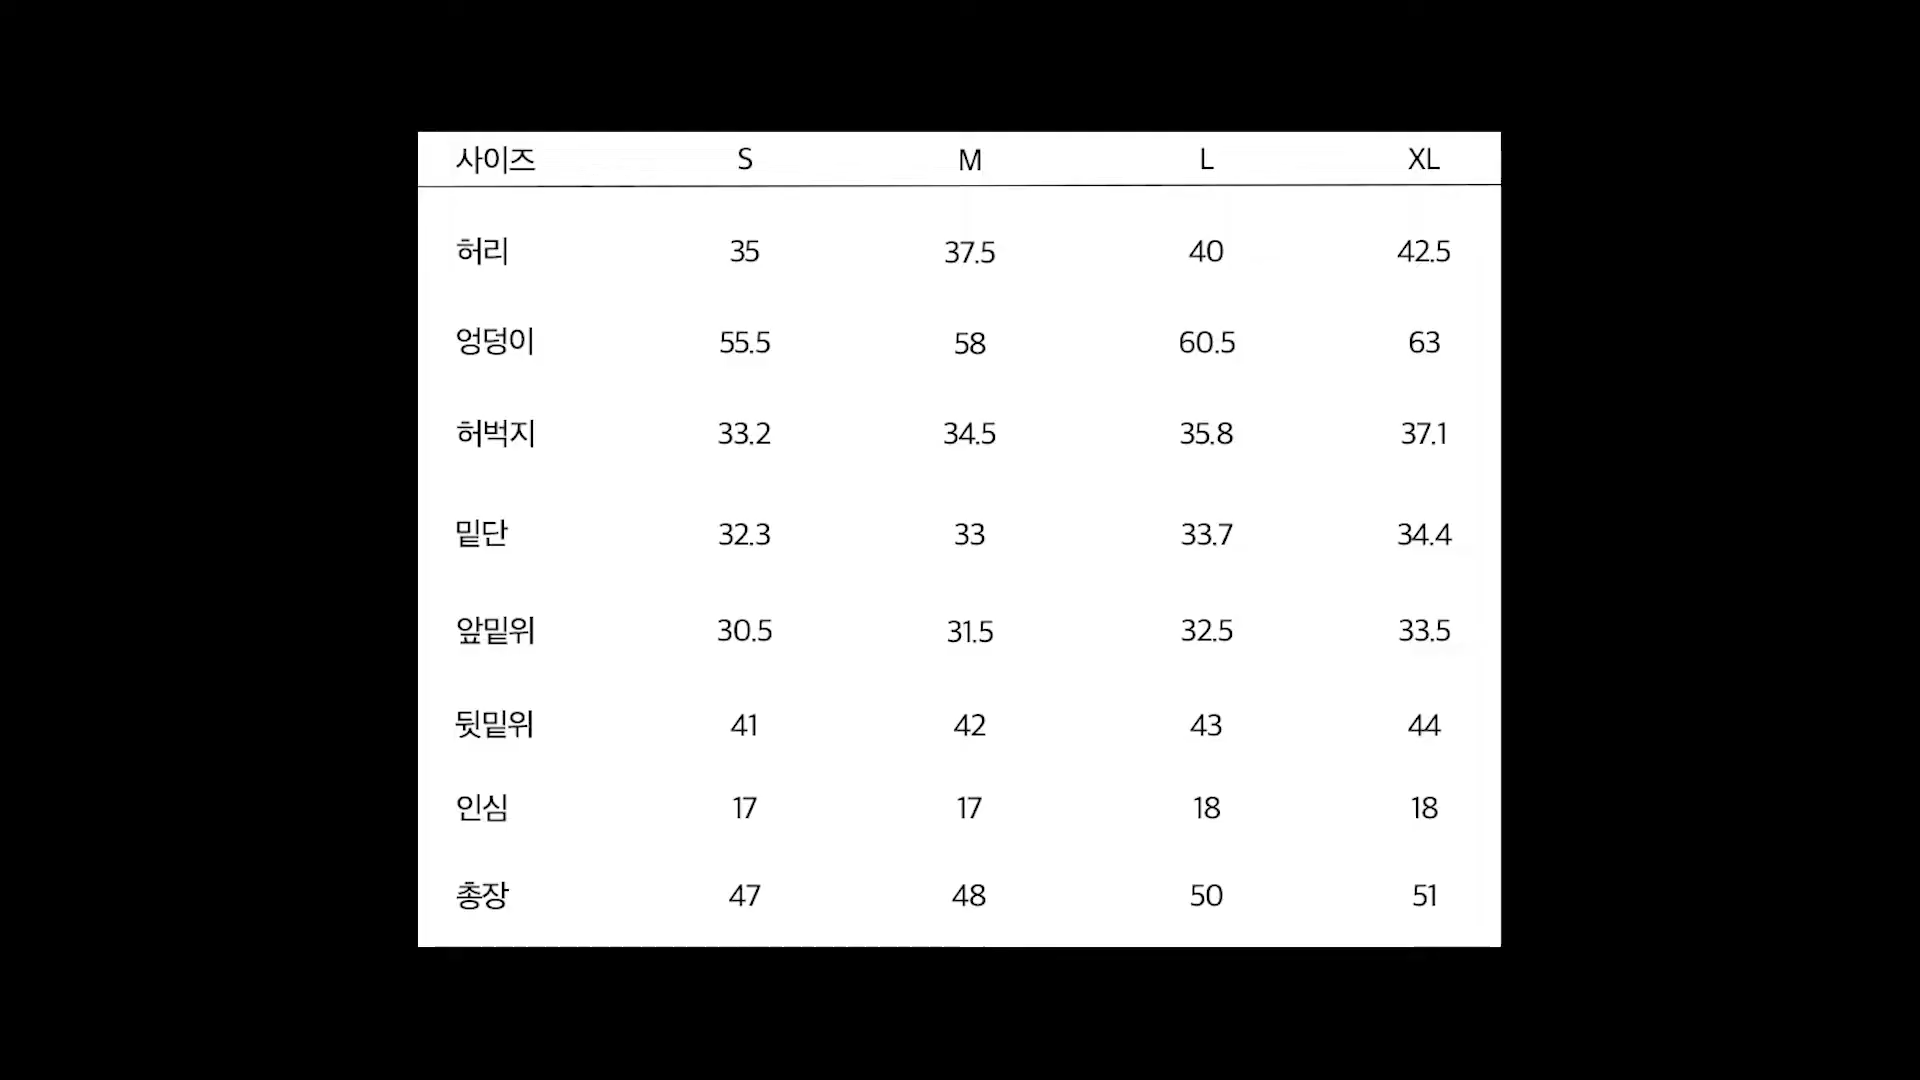 사이즈 S M L XL
허리 35 37.5 40 42.5
엉덩이 55.5 58 60.5 63
허벅지 33.2 34.5 35.8 37.1
밑단 32.3 33 33.7 34.4
앞밑위 30.5 31.5 32.5 33.5
뒷밑위 41 42 43 44
인심 17 17 18 18
총장 47 48 50 51